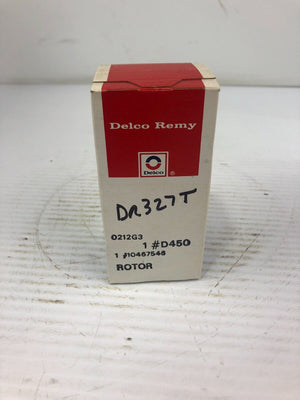 Delco Remy
Delco
DR327T
0212G3
1 #D450
1 #10467546
ROTOR